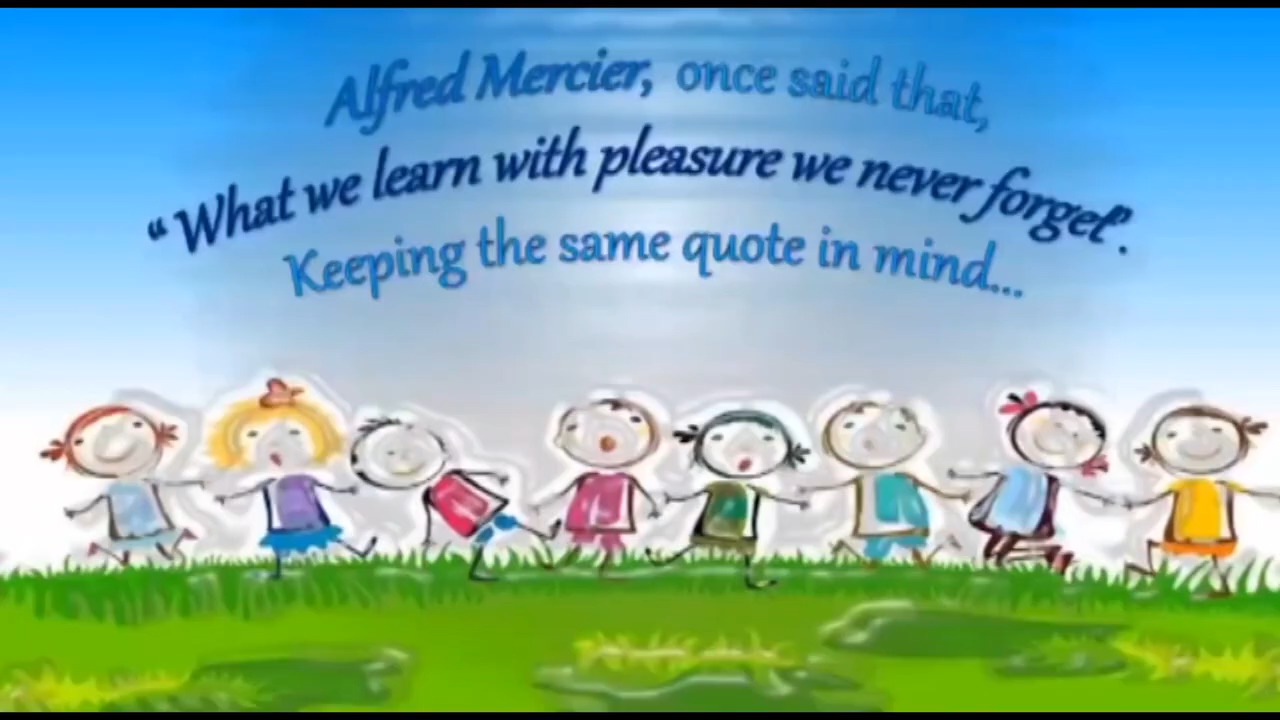 Alfred Mercier, once said that,
“What we learn with pleasure we never forget”.
Keeping the same quote in mind...